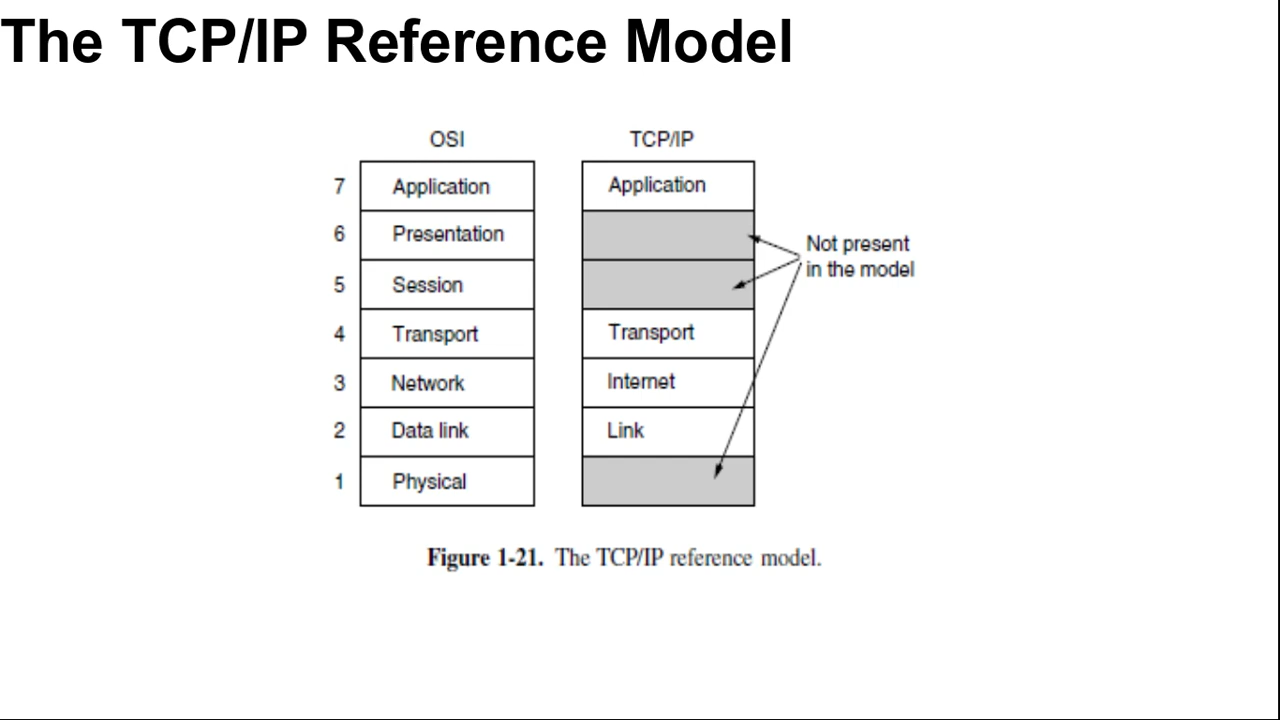 The TCP/IP Reference Model
OSI TCP/IP
7 Application Application
6 Presentation
Not present
in the model
5 Session
4 Transport Transport
3 Network Internet
2 Data link Link
1 Physical
Figure 1-21. The TCP/IP reference model.